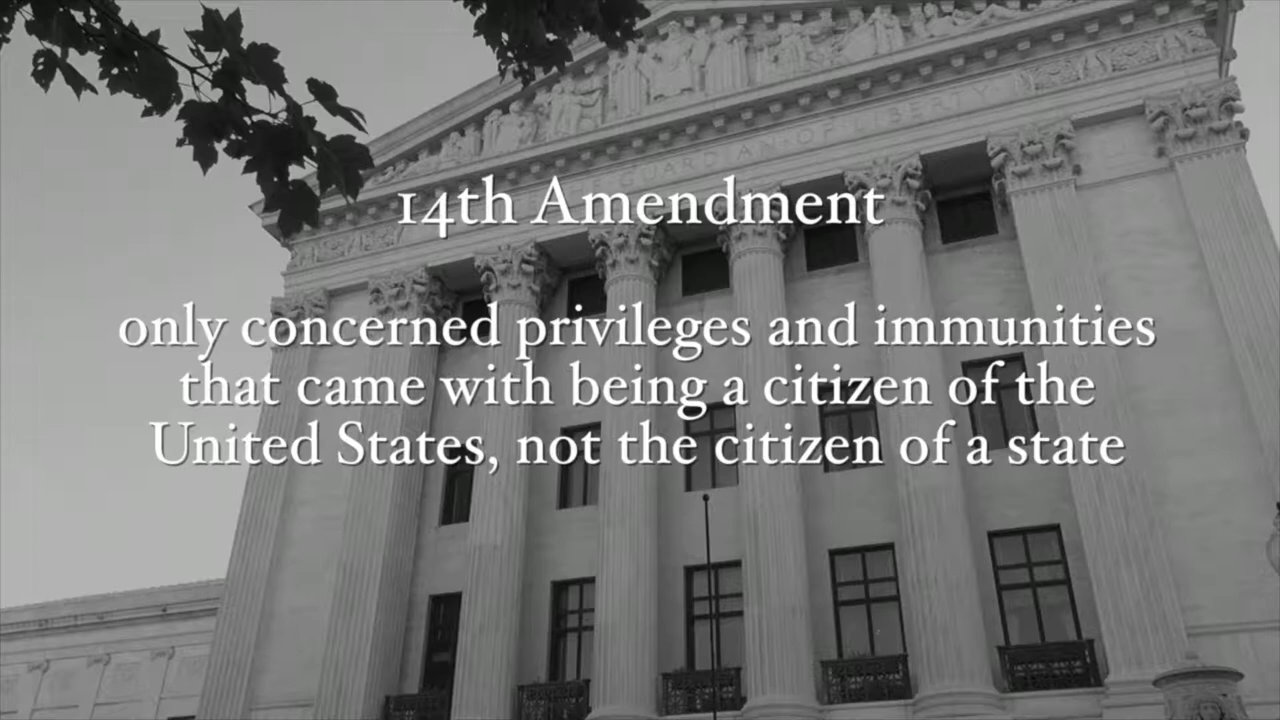 GUARDIAN OF LIBERTY
14th Amendment
only concerned privileges and immunities
that came with being a citizen of the
United States, not the citizen of a state